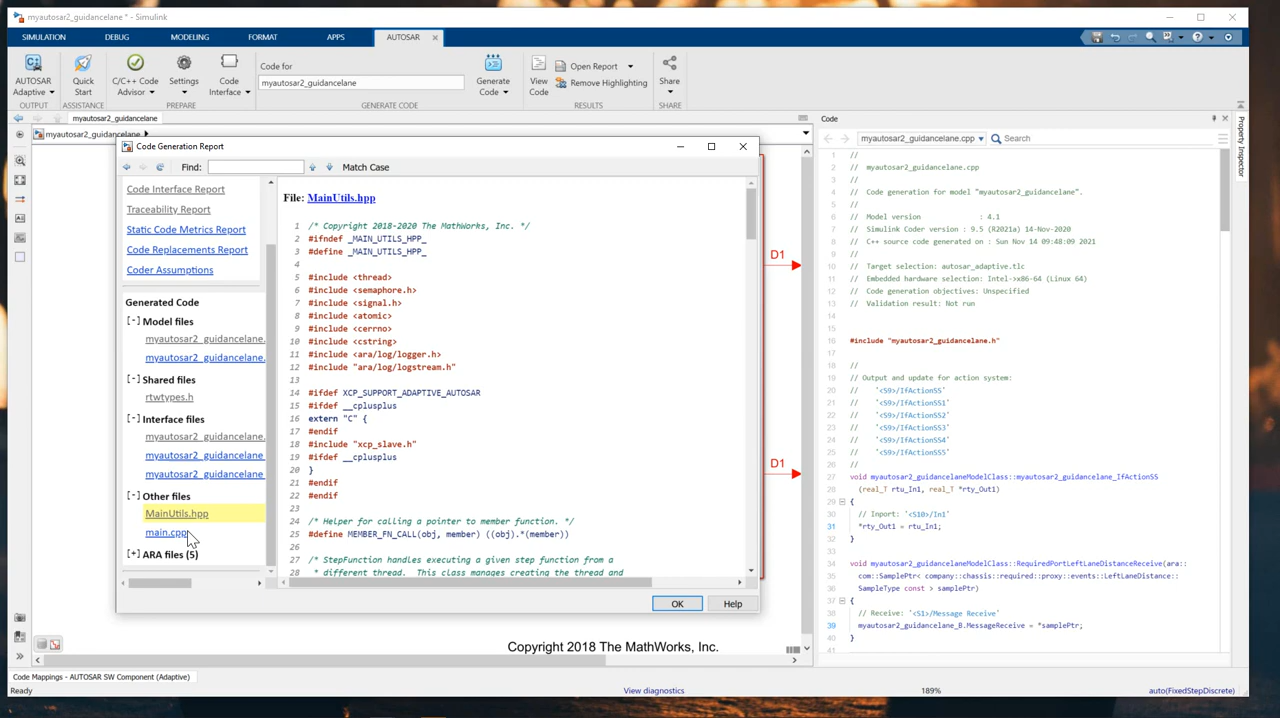 myautosar2_guidancelane * - Simulink
SIMULATION DEBUG MODELING FORMAT APPS AUTOSAR
AUTOSAR Adaptive
Quick Start
C/C++ Code Advisor
Settings
Code Interface
Code for
myautosar2_guidancelane
Generate Code
View Code
Open Report
Remove Highlighting
Share
OUTPUT ASSISTANCE PREPARE GENERATE CODE RESULTS SHARE
myautosar2_guidancelane
myautosar2_guidancelane
Code Generation Report
Find: Match Case
Code Interface Report
Traceability Report
Static Code Metrics Report
Code Replacements Report
Coder Assumptions
Generated Code
[-] Model files
myautosar2_guidancelane.
myautosar2_guidancelane.
[-] Shared files
rtwtypes.h
[-] Interface files
myautosar2_guidancelane.
myautosar2_guidancelane
myautosar2_guidancelane
[-] Other files
MainUtils.hpp
main.cpp
[+] ARA files (5)
File: MainUtils.hpp
1 /* Copyright 2018-2020 The MathWorks, Inc. */
2 #ifndef _MAIN_UTILS_HPP_
3 #define _MAIN_UTILS_HPP_
4
5 #include <thread>
6 #include <semaphore.h>
7 #include <signal.h>
8 #include <atomic>
9 #include <cerrno>
10 #include <cstring>
11 #include <ara/log/logger.h>
12 #include "ara/log/logstream.h"
13
14 #ifdef XCP_SUPPORT_ADAPTIVE_AUTOSAR
15 #ifdef __cplusplus
16 extern "C" {
17 #endif
18 #include "xcp_slave.h"
19 #ifdef __cplusplus
20 }
21 #endif
22 #endif
23
24 /* Helper for calling a pointer to member function. */
25 #define MEMBER_FN_CALL(obj, member) ((obj).*(member))
26
27 /* StepFunction handles executing a given step function from a
28 * different thread. This class manages creating the thread and
OK Help
D1
D1
Copyright 2018 The MathWorks, Inc.
Code
myautosar2_guidancelane.cpp Search
Property Inspector
1 //
2 // myautosar2_guidancelane.cpp
3 //
4 // Code generation for model "myautosar2_guidancelane".
5 //
6 // Model version : 4.1
7 // Simulink Coder version : 9.5 (R2021a) 14-Nov-2020
8 // C++ source code generated on : Sun Nov 14 09:48:09 2021
9 //
10 // Target selection: autosar_adaptive.tlc
11 // Embedded hardware selection: Intel->x86-64 (Linux 64)
12 // Code generation objectives: Unspecified
13 // Validation result: Not run
14
15
16 #include "myautosar2_guidancelane.h"
17
18 //
19 // Output and update for action system:
20 // '<S9>/IfActionSS'
21 // '<S9>/IfActionSS1'
22 // '<S9>/IfActionSS2'
23 // '<S9>/IfActionSS3'
24 // '<S9>/IfActionSS4'
25 // '<S9>/IfActionSS5'
26 //
27 void myautosar2_guidancelaneModelClass::myautosar2_guidancelane_IfActionSS
28 (real_T rtu_In1, real_T *rty_Out1)
29 {
30 // Inport: '<S10>/In1'
31 *rty_Out1 = rtu_In1;
32 }
33
34 void myautosar2_guidancelaneModelClass::RequiredPortLeftLaneDistanceReceive(ara::
35 com::SamplePtr< company::chassis::required::proxy::events::LeftLaneDistance::
36 SampleType const > samplePtr)
37 {
38 // Receive: '<S1>/Message Receive'
39 myautosar2_guidancelane_B.MessageReceive = *samplePtr;
40 }
41
Code Mappings - AUTOSAR SW Component (Adaptive)
Ready View diagnostics 189% auto(FixedStepDiscrete)